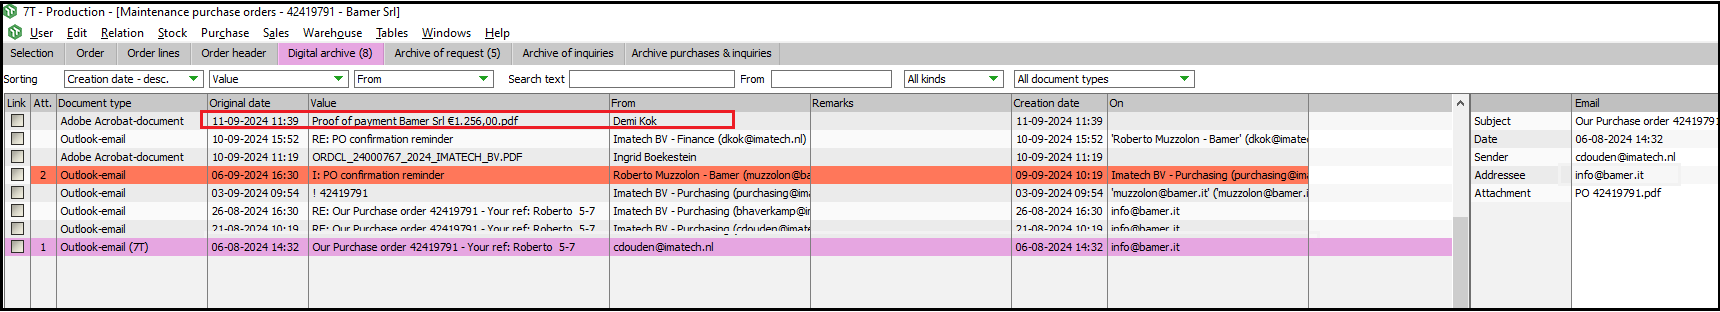 7T - Production - [Maintenance purchase orders - 42419791 - Bamer Srl]
User Edit Relation Stock Purchase Sales Warehouse Tables Windows Help
Selection Order Order lines Order header Digital archive (8) Archive of request (5) Archive of inquiries Archive purchases & inquiries
Sorting Creation date - desc. Value From Search text From All kinds All document types
Link Att. Document type Original date Value From Remarks Creation date On Email
Adobe Acrobat-document 11-09-2024 11:39 Proof of payment Bamer Srl €1.256,00.pdf Demi Kok 11-09-2024 11:39 Subject Our Purchase order 42419791
Outlook-email 10-09-2024 15:52 RE: PO confirmation reminder Imatech BV - Finance (dkok@imatech.nl) 10-09-2024 15:52 'Roberto Muzzolon - Bamer' (muzzolon@b Date 06-08-2024 14:32
Adobe Acrobat-document 10-09-2024 11:19 ORDCL_24000767_2024_IMATECH_BV.PDF Ingrid Boekestein 10-09-2024 11:19 Sender cdouden@imatech.nl
2 Outlook-email 06-09-2024 16:30 I: PO confirmation reminder Roberto Muzzolon - Bamer (muzzolon@ba 09-09-2024 10:19 Imatech BV - Purchasing (purchasing@ima Addressee info@bamer.it
Outlook-email 03-09-2024 09:54 ! 42419791 Imatech BV - Purchasing (purchasing@ima 03-09-2024 09:54 'muzzolon@bamer.it' ('muzzolon@bamer.i Attachment PO 42419791.pdf
Outlook-email 26-08-2024 16:30 RE: Our Purchase order 42419791 - Your ref: Roberto 5-7 Imatech BV - Purchasing (bhaverkamp@in 26-08-2024 16:30 info@bamer.it
Outlook-email 21-08-2024 10:19 RE: Our Purchase order 42419791 - Your ref: Roberto 5-7 Imatech BV - Purchasing (cdouden@imatec 21-08-2024 10:19 info@bamer.it
1 Outlook-email (7T) 06-08-2024 14:32 Our Purchase order 42419791 - Your ref: Roberto 5-7 cdouden@imatech.nl 06-08-2024 14:32 info@bamer.it